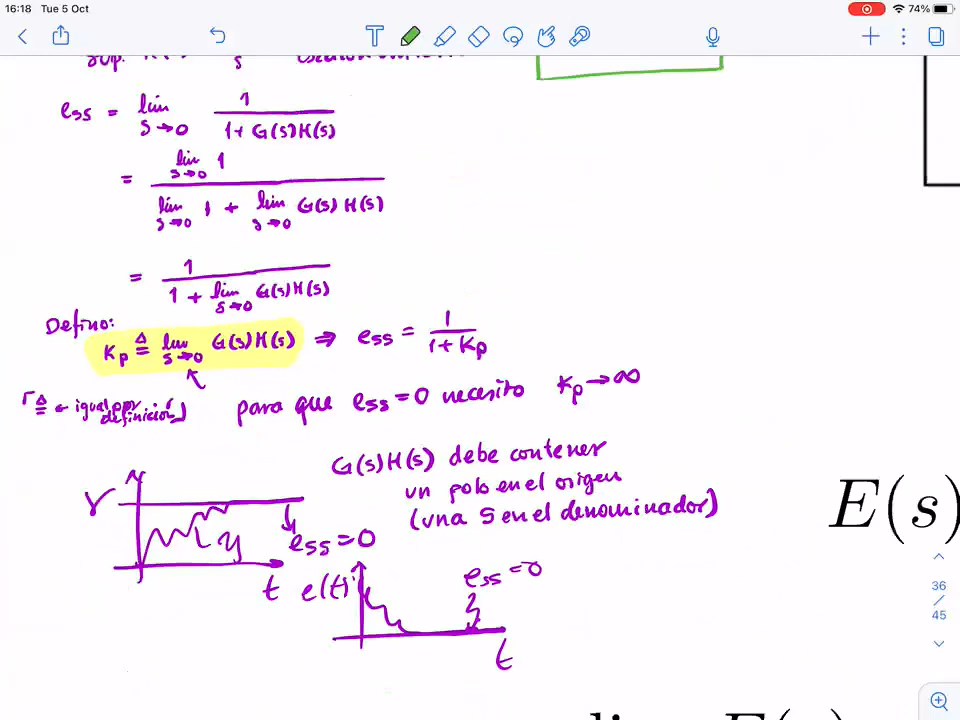 16:18 Tue 5 Oct
74%
ess = lim s→0 1 / (1 + G(s)H(s))
= lim s→0 1 / (lim s→0 1 + lim s→0 G(s)H(s))
= 1 / (1 + lim s→0 G(s)H(s))
Defino:
Kp ≜ lim s→0 G(s)H(s) ⇒ ess = 1 / (1 + Kp)
[≜ ← igual por definición]
para que ess = 0 necesito Kp → ∞
G(s)H(s) debe contener
un polo en el origen
(una s en el denominador)
r
y
t
ess = 0
e(t)
ess = 0
t
E(s)
36
/
45